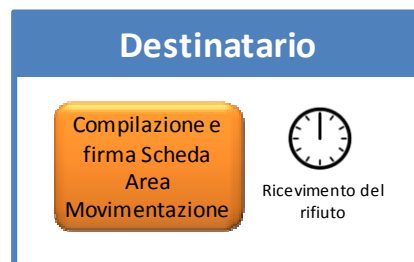 Destinatario
Compilazione e
firma Scheda
Area
Movimentazione
Ricevimento del
rifiuto